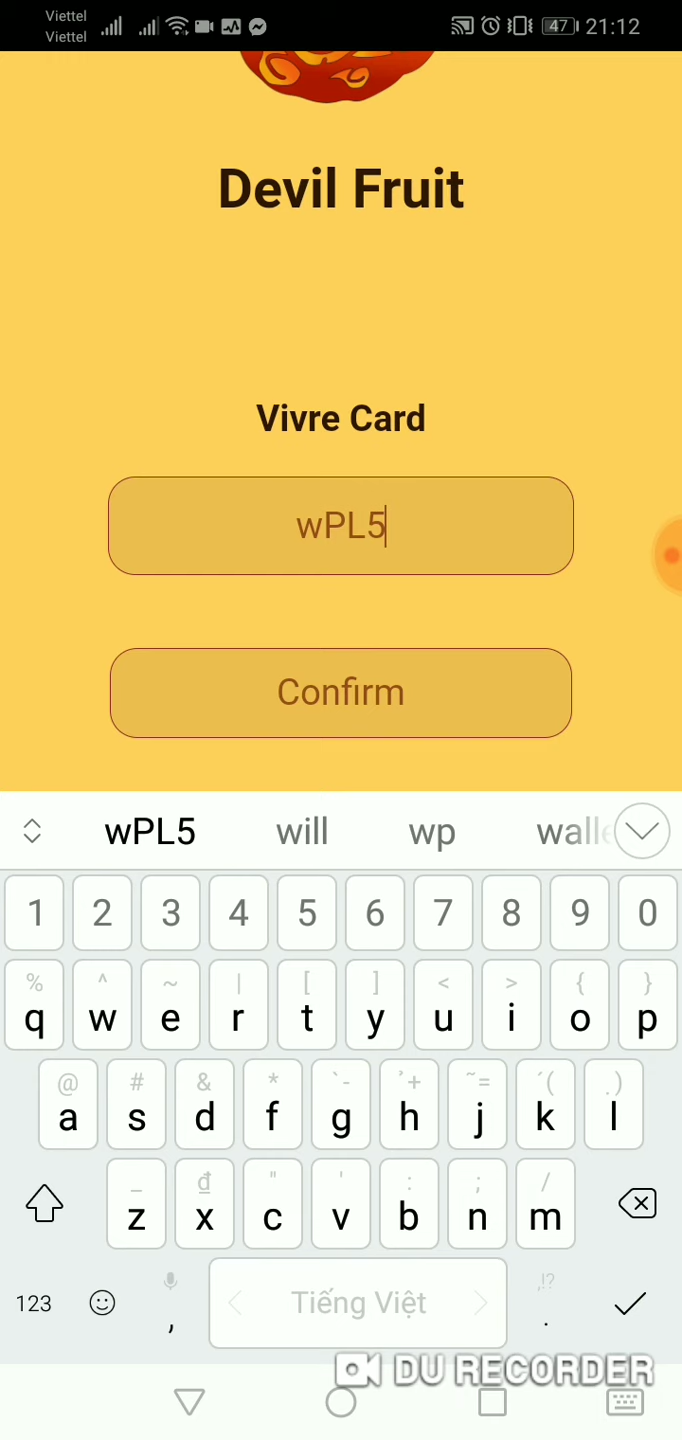 Viettel
Viettel
47 21:12
Devil Fruit
Vivre Card
wPL5
Confirm
wPL5 will wp
1 2 3 4 5 6 7 8 9 0
% ^ ~ | [ ] < > { }
q w e r t y u i o p
@ # & * `- ̉+ ~= ´( .)
a s d f g h j k l
_ đ " ' : ; /
z x c v b n m
123 , < Tiếng Việt > ,!? .
DU RECORDER